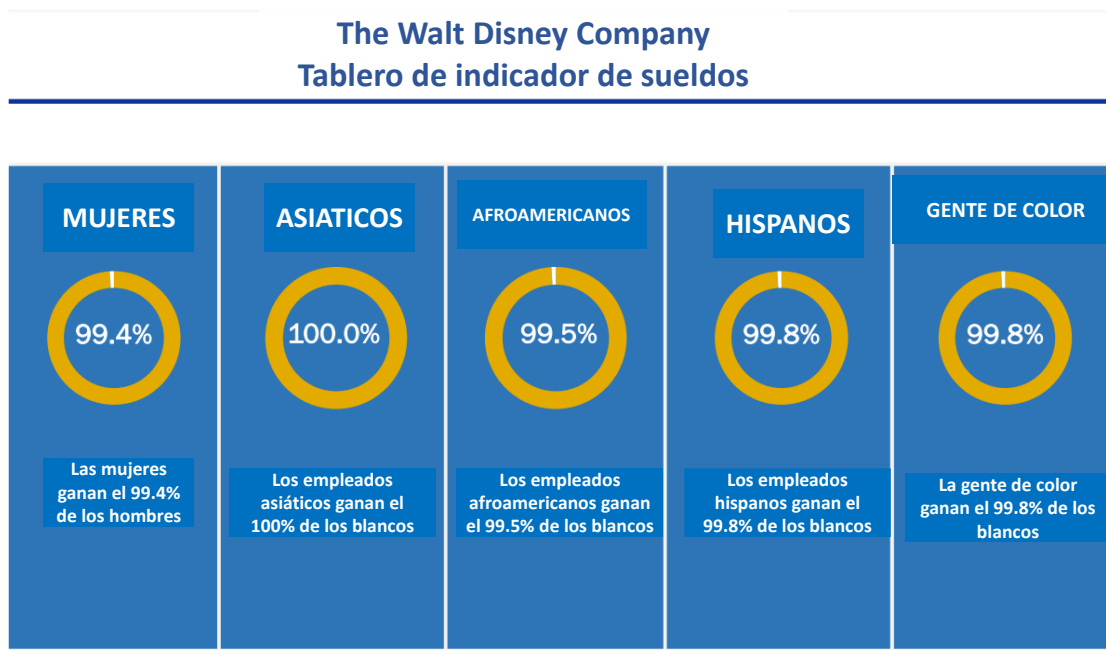 The Walt Disney Company
Tablero de indicador de sueldos
MUJERES
99.4%
Las mujeres
ganan el 99.4%
de los hombres
ASIATICOS
100.0%
Los empleados
asiáticos ganan el
100% de los blancos
AFROAMERICANOS
99.5%
Los empleados
afroamericanos ganan
el 99.5% de los blancos
HISPANOS
99.8%
Los empleados
hispanos ganan el
99.8% de los blancos
GENTE DE COLOR
99.8%
La gente de color
ganan el 99.8% de los
blancos